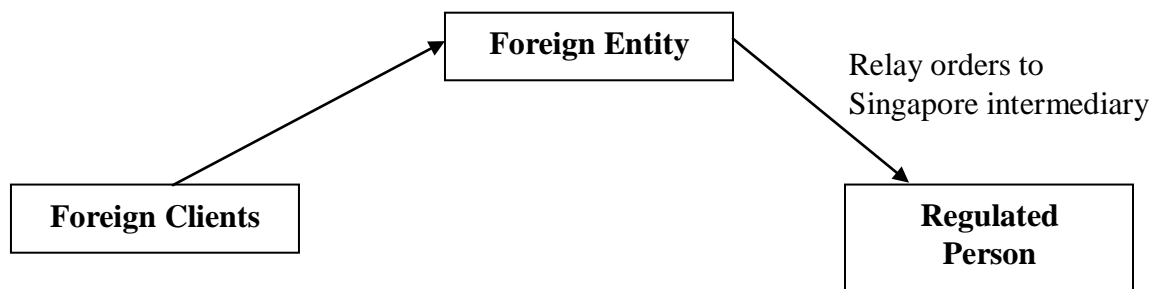 Foreign Entity
Relay orders to
Singapore intermediary
Foreign Clients
Regulated
Person